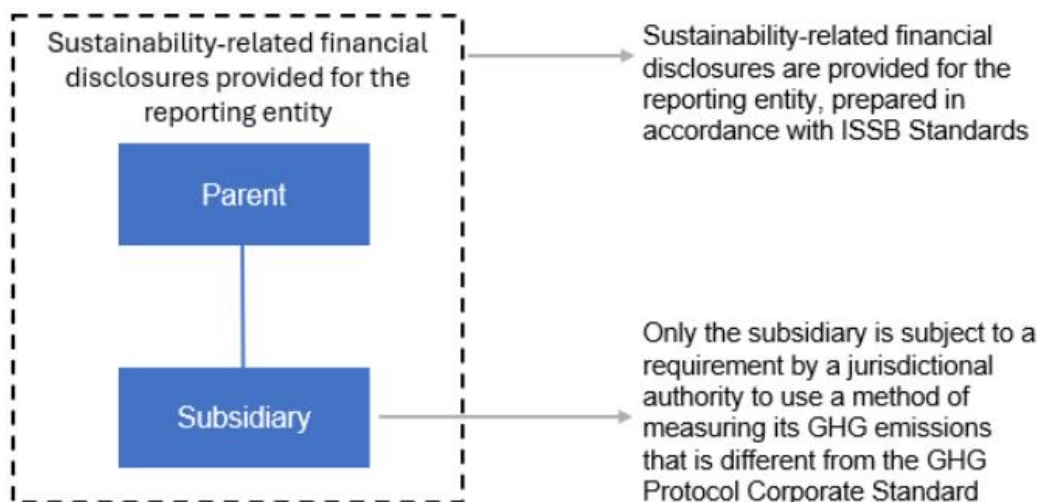 Sustainability-related financial
disclosures provided for the
reporting entity
Parent
Subsidiary
Sustainability-related financial
disclosures are provided for the
reporting entity, prepared in
accordance with ISSB Standards
Only the subsidiary is subject to a
requirement by a jurisdictional
authority to use a method of
measuring its GHG emissions
that is different from the GHG
Protocol Corporate Standard